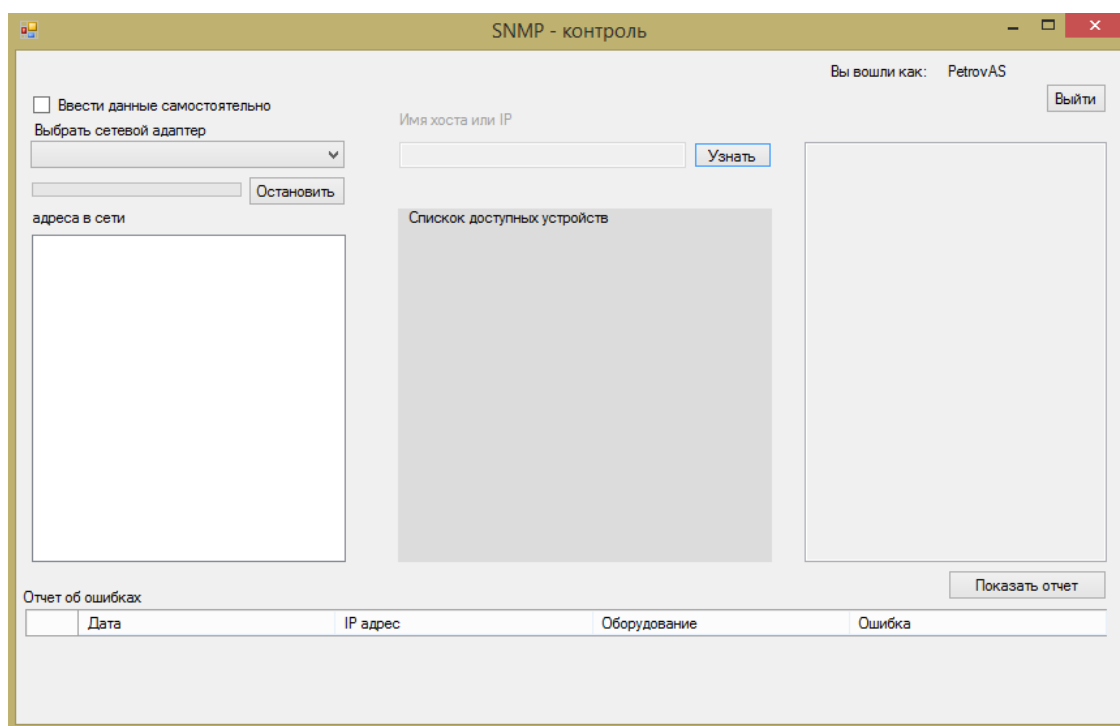 SNMP - контроль
Вы вошли как: PetrovAS
Выйти
Ввести данные самостоятельно
Выбрать сетевой адаптер
Имя хоста или IP
Узнать
Остановить
адреса в сети
Спискок доступных устройств
Показать отчет
Отчет об ошибках
Дата IP адрес Оборудование Ошибка